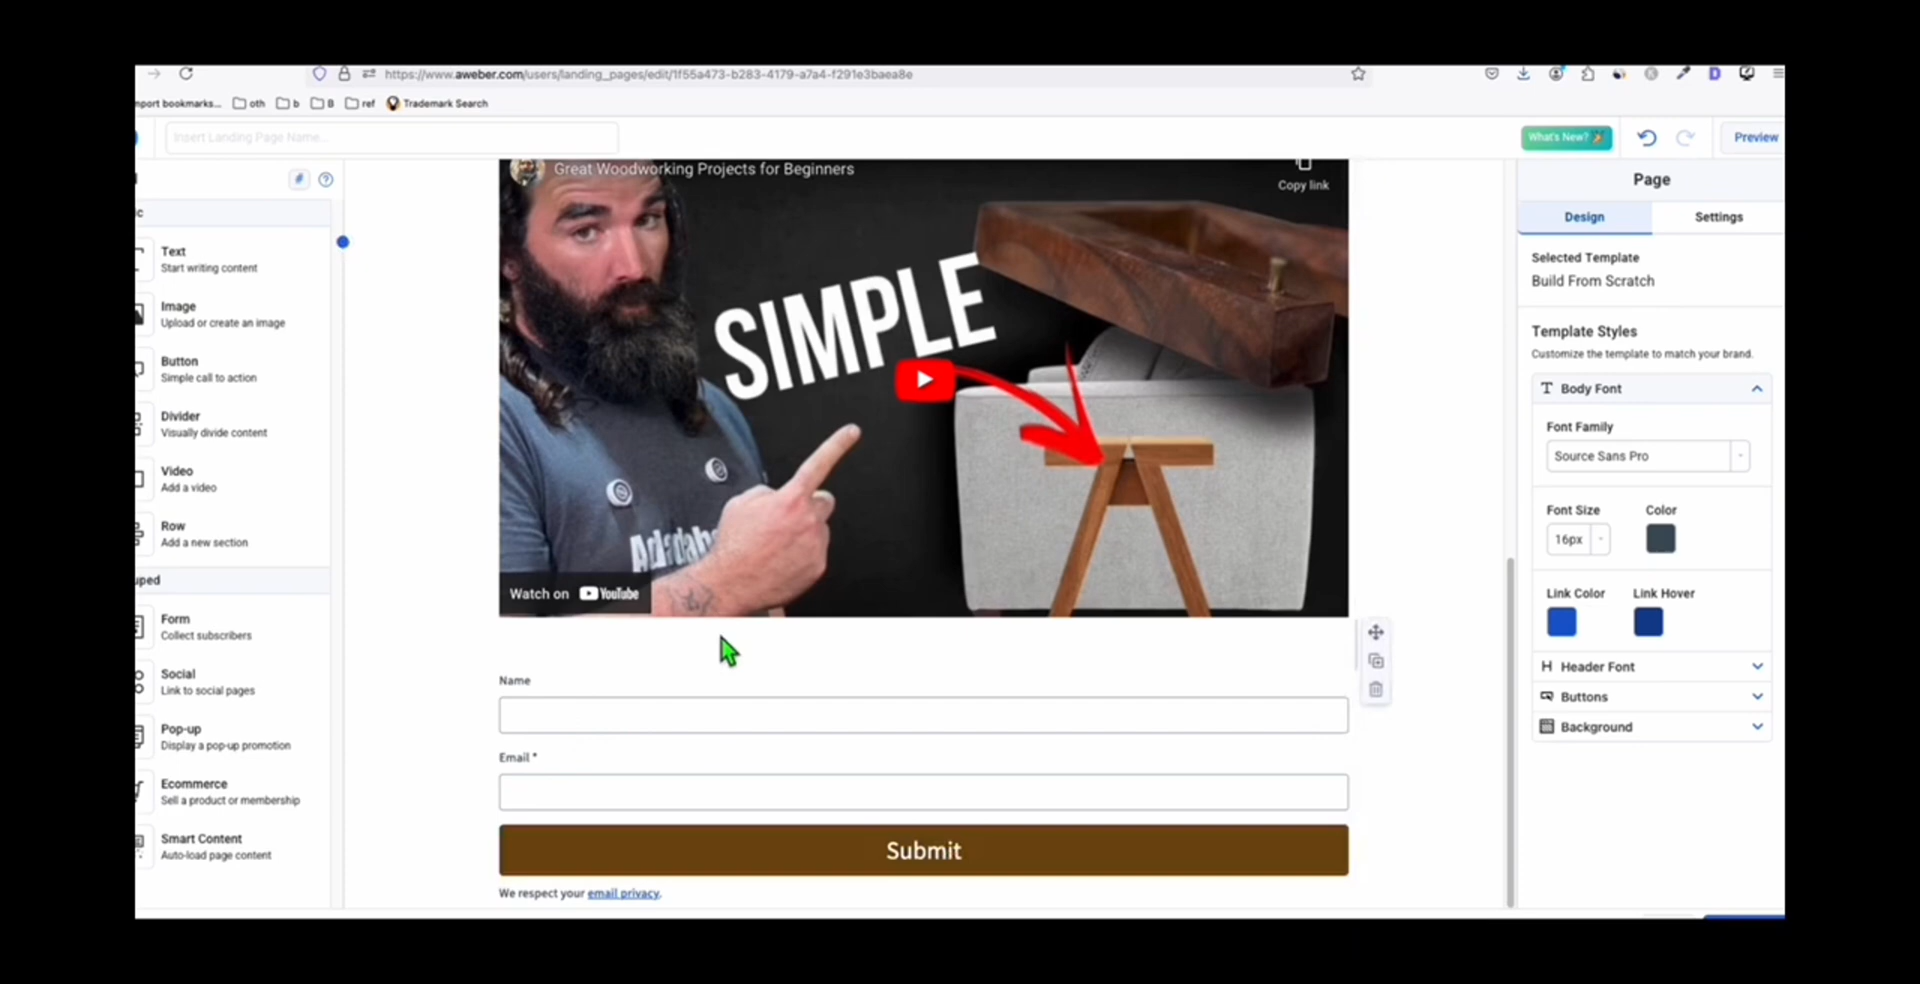 https://www.aweber.com/users/landing_pages/edit/1f55a473-b283-4179-a7a4-f291e3baea8e
bookmarks... oth b B ref Trademark Search
Insert Landing Page Name...
What's New?
Preview
Text
Start writing content
Image
Upload or create an image
Button
Simple call to action
Divider
Visually divide content
Video
Add a video
Row
Add a new section
Form
Collect subscribers
Social
Link to social pages
Pop-up
Display a pop-up promotion
Ecommerce
Sell a product or membership
Smart Content
Auto-load page content
Great Woodworking Projects for Beginners
Copy link
SIMPLE
Watch on YouTube
Name
Email *
Submit
We respect your email privacy.
Page
Design Settings
Selected Template
Build From Scratch
Template Styles
Customize the template to match your brand.
Body Font
Font Family
Source Sans Pro
Font Size Color
16px
Link Color Link Hover
Header Font
Buttons
Background